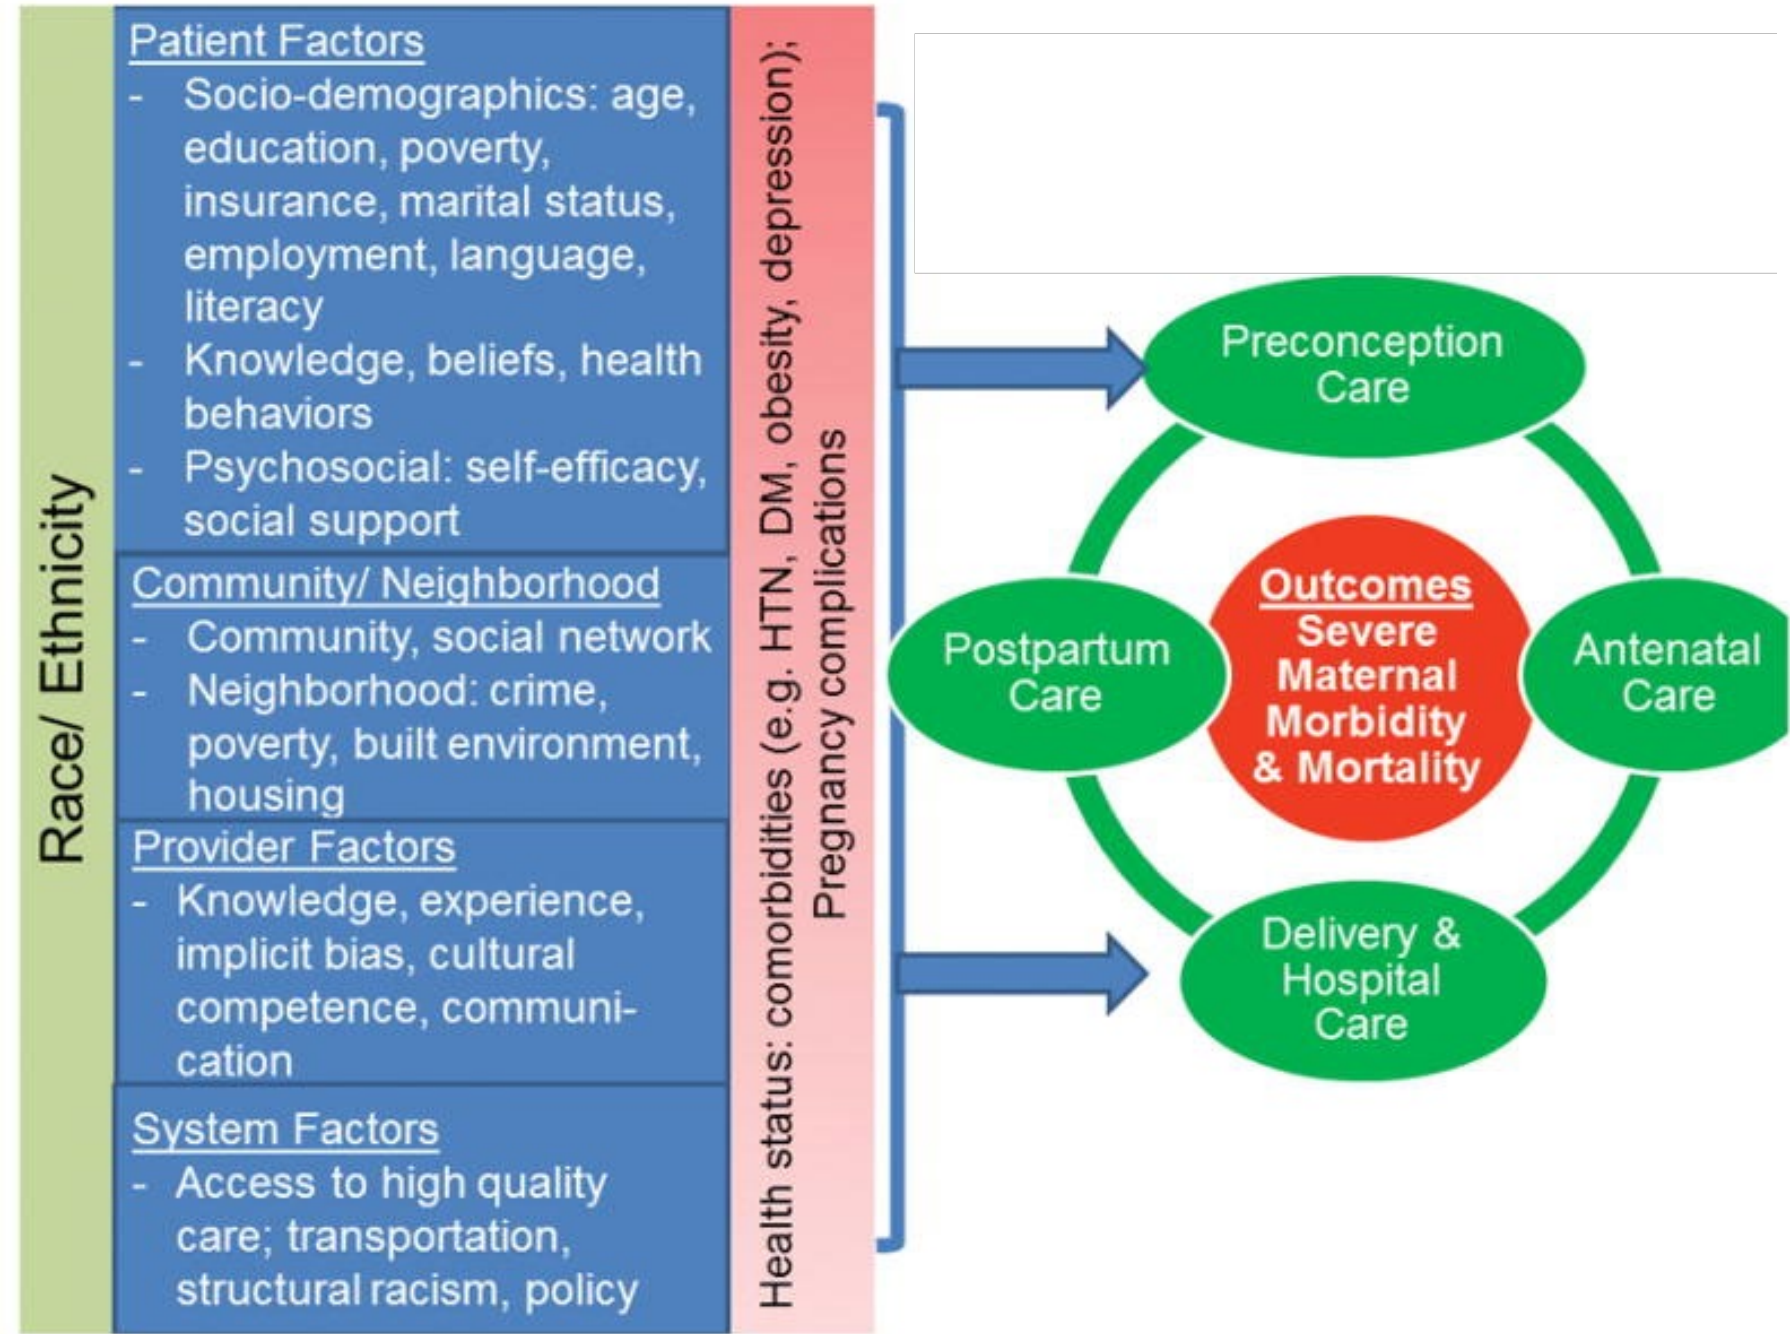 Race/ Ethnicity
Patient Factors
- Socio-demographics: age,
education, poverty,
insurance, marital status,
employment, language,
literacy
- Knowledge, beliefs, health
behaviors
- Psychosocial: self-efficacy,
social support
Community/ Neighborhood
- Community, social network
- Neighborhood: crime,
poverty, built environment,
housing
Provider Factors
- Knowledge, experience,
implicit bias, cultural
competence, communi-
cation
System Factors
- Access to high quality
care; transportation,
structural racism, policy
Health status: comorbidities (e.g. HTN, DM, obesity, depression);
Pregnancy complications
Preconception
Care
Postpartum
Care
Outcomes
Severe
Maternal
Morbidity
& Mortality
Antenatal
Care
Delivery &
Hospital
Care